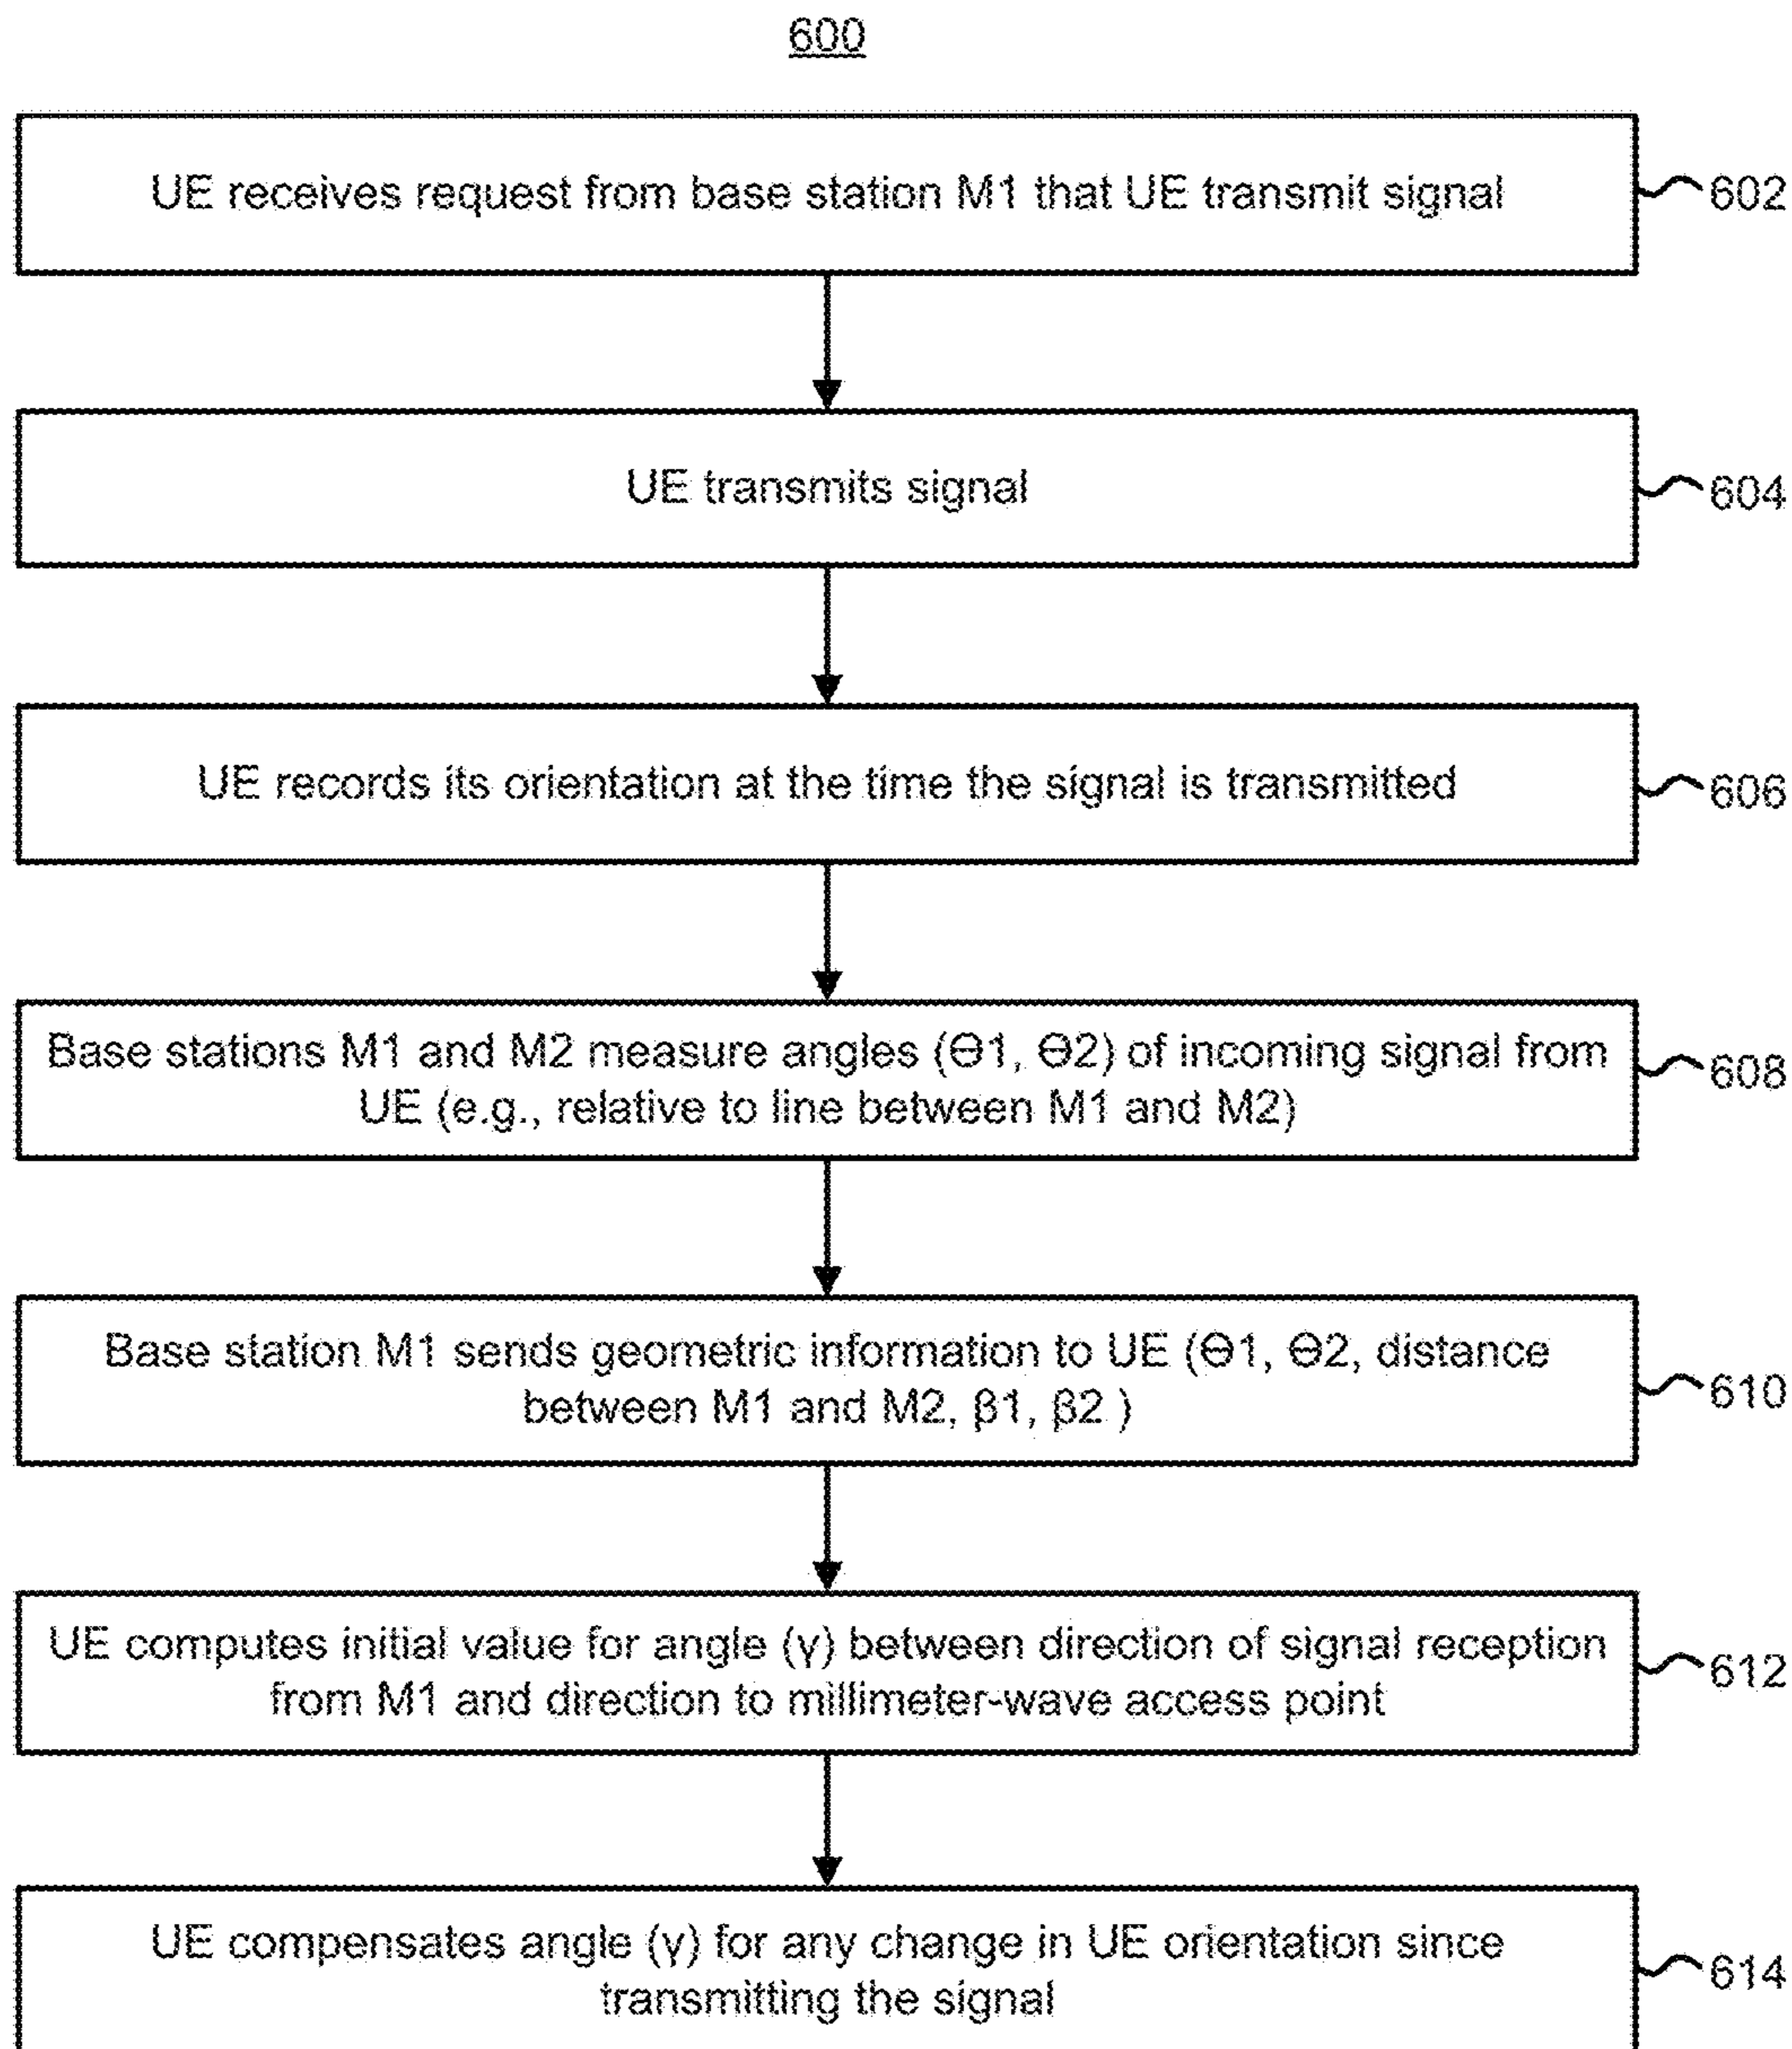 600
UE receives request from base station M1 that UE transmit signal
602
UE transmits signal
604
UE records its orientation at the time the signal is transmitted
606
Base stations M1 and M2 measure angles (Θ1, Θ2) of incoming signal from
UE (e.g., relative to line between M1 and M2)
608
Base station M1 sends geometric information to UE (Θ1, Θ2, distance
between M1 and M2, β1, β2 )
610
UE computes initial value for angle (γ) between direction of signal reception
from M1 and direction to millimeter-wave access point
612
UE compensates angle (γ) for any change in UE orientation since
transmitting the signal
614